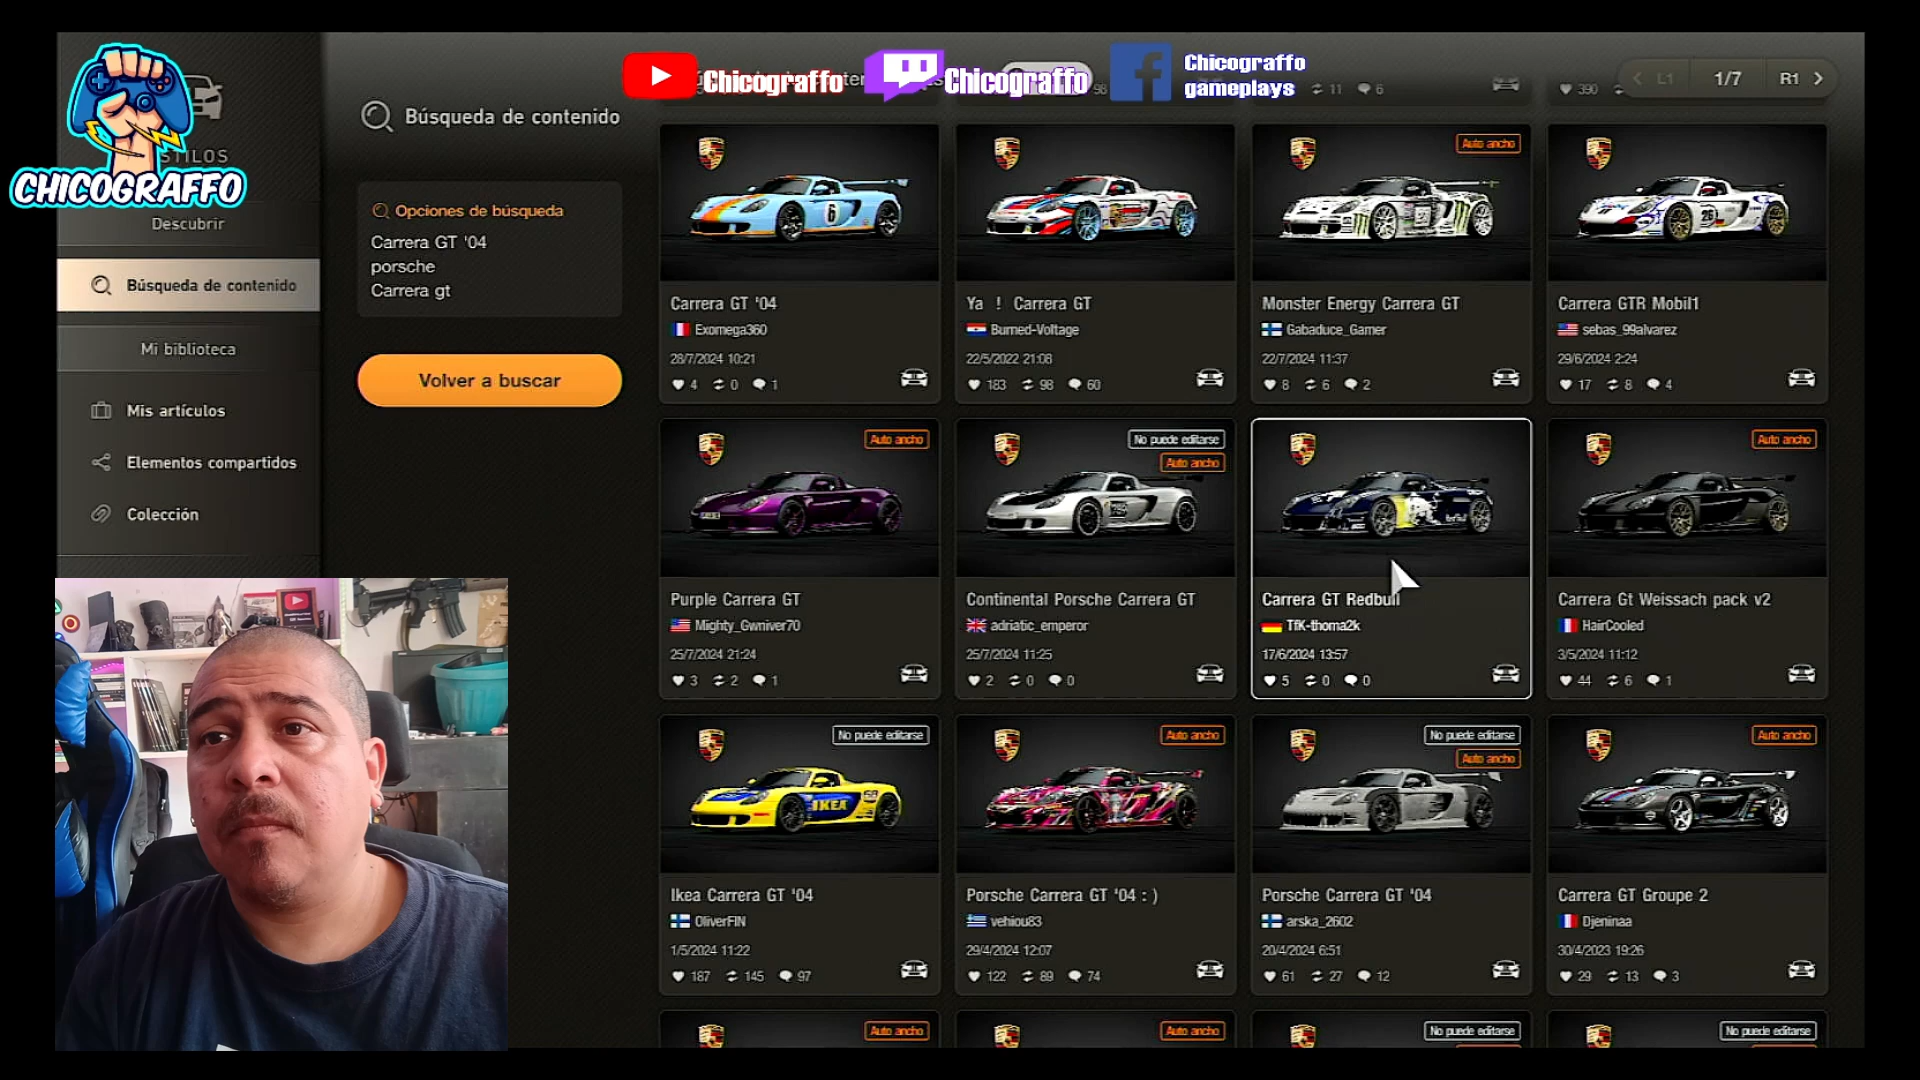 CHICOGRAFFO
Chicograffo
Chicograffo
Chicograffo
gameplays
98
11 6
390
L1
1/7
R1
Descubrir
Búsqueda de contenido
Mi biblioteca
Mis artículos
Elementos compartidos
Colección
Búsqueda de contenido
Opciones de búsqueda
Carrera GT '04
porsche
Carrera gt
Volver a buscar
Carrera GT '04
Exomega360
28/7/2024 10:21
4 0 1
Ya ! Carrera GT
Burned-Voltage
22/5/2022 21:08
183 98 60
Auto ancho
Monster Energy Carrera GT
Gabaduce_Gamer
22/7/2024 11:37
8 6 2
Carrera GTR Mobil1
sebas_99alvarez
29/6/2024 2:24
17 8 4
Auto ancho
Purple Carrera GT
Mighty_Gwniver70
25/7/2024 21:24
3 2 1
No puede editarse
Auto ancho
Continental Porsche Carrera GT
adriatic_emperor
25/7/2024 11:25
2 0 0
Carrera GT Redbull
TfK-thoma2k
17/6/2024 13:57
5 0 0
Auto ancho
Carrera Gt Weissach pack v2
HairCooled
3/5/2024 11:12
44 6 1
No puede editarse
IKEA
Ikea Carrera GT '04
OliverFIN
1/5/2024 11:22
187 145 97
Auto ancho
Porsche Carrera GT '04 : )
vehiou83
29/4/2024 12:07
122 89 74
No puede editarse
Auto ancho
Porsche Carrera GT '04
arska_2602
20/4/2024 6:51
61 27 12
Auto ancho
Carrera GT Groupe 2
Djeninaa
30/4/2023 19:26
29 13 3
Auto ancho
Auto ancho
No puede editarse
No puede editarse